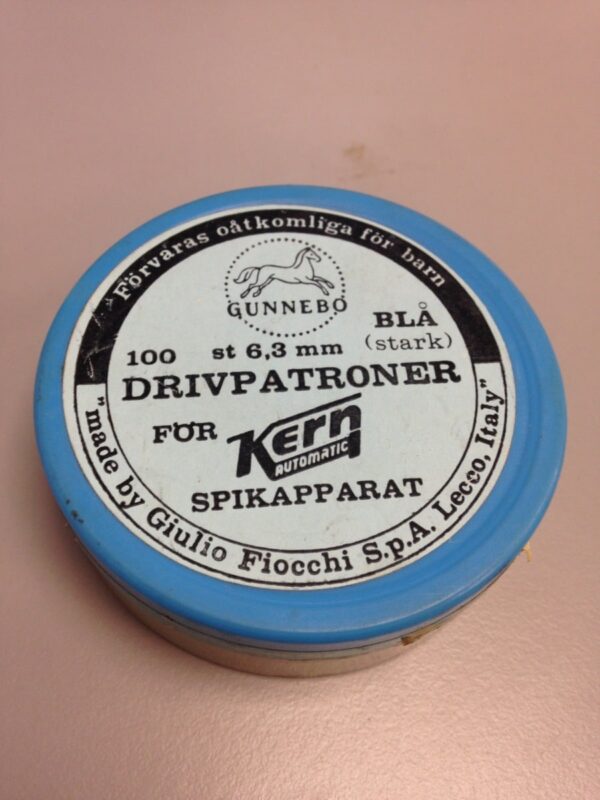 Förvaras oåtkomliga för barn
GUNNEBO
100 st 6,3 mm BLÅ
(stark)
DRIVPATRONER
FÖR Kern
AUTOMATIC
SPIKAPPARAT
"made by Giulio Fiocchi S.p.A. Lecco, Italy"